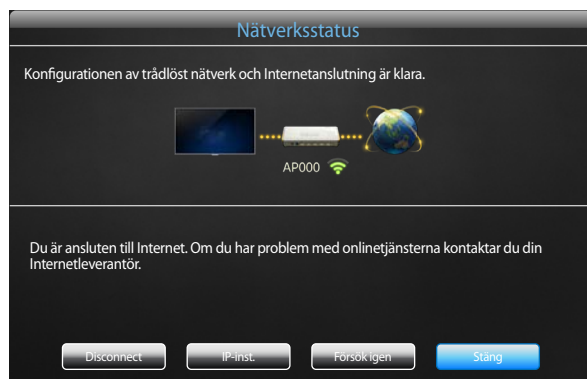 Nätverksstatus
Konfigurationen av trådlöst nätverk och Internetanslutning är klara.
AP000
Du är ansluten till Internet. Om du har problem med onlinetjänsterna kontaktar du din
Internetleverantör.
Disconnect
IP-inst.
Försök igen
Stäng